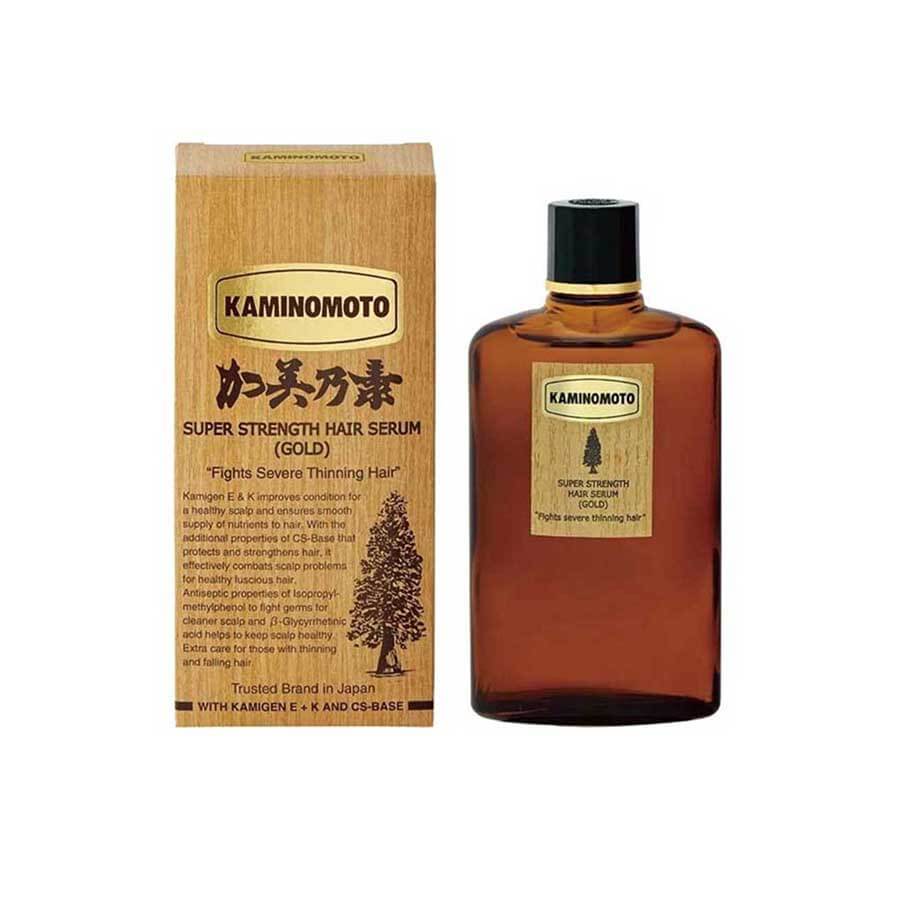 KAMINOMOTO
KAMINOMOTO
加美乃素
SUPER STRENGTH HAIR SERUM
(GOLD)
"Fights Severe Thinning Hair"
Kamigen E & K improves condition for
a healthy scalp and ensures smooth
supply of nutrients to hair. With the
additional properties of CS-Base that
protects and strengthens hair, it
effectively combats scalp problems
for healthy luscious hair.
Antiseptic properties of Isopropyl-
methylphenol to fight germs for
cleaner scalp and β-Glycyrrhetinic
acid helps to keep scalp healthy.
Extra care for those with thinning
and falling hair.
Trusted Brand in Japan
WITH KAMIGEN E + K AND CS-BASE
KAMINOMOTO
SUPER STRENGTH
HAIR SERUM
(GOLD)
"Fights severe thinning hair"